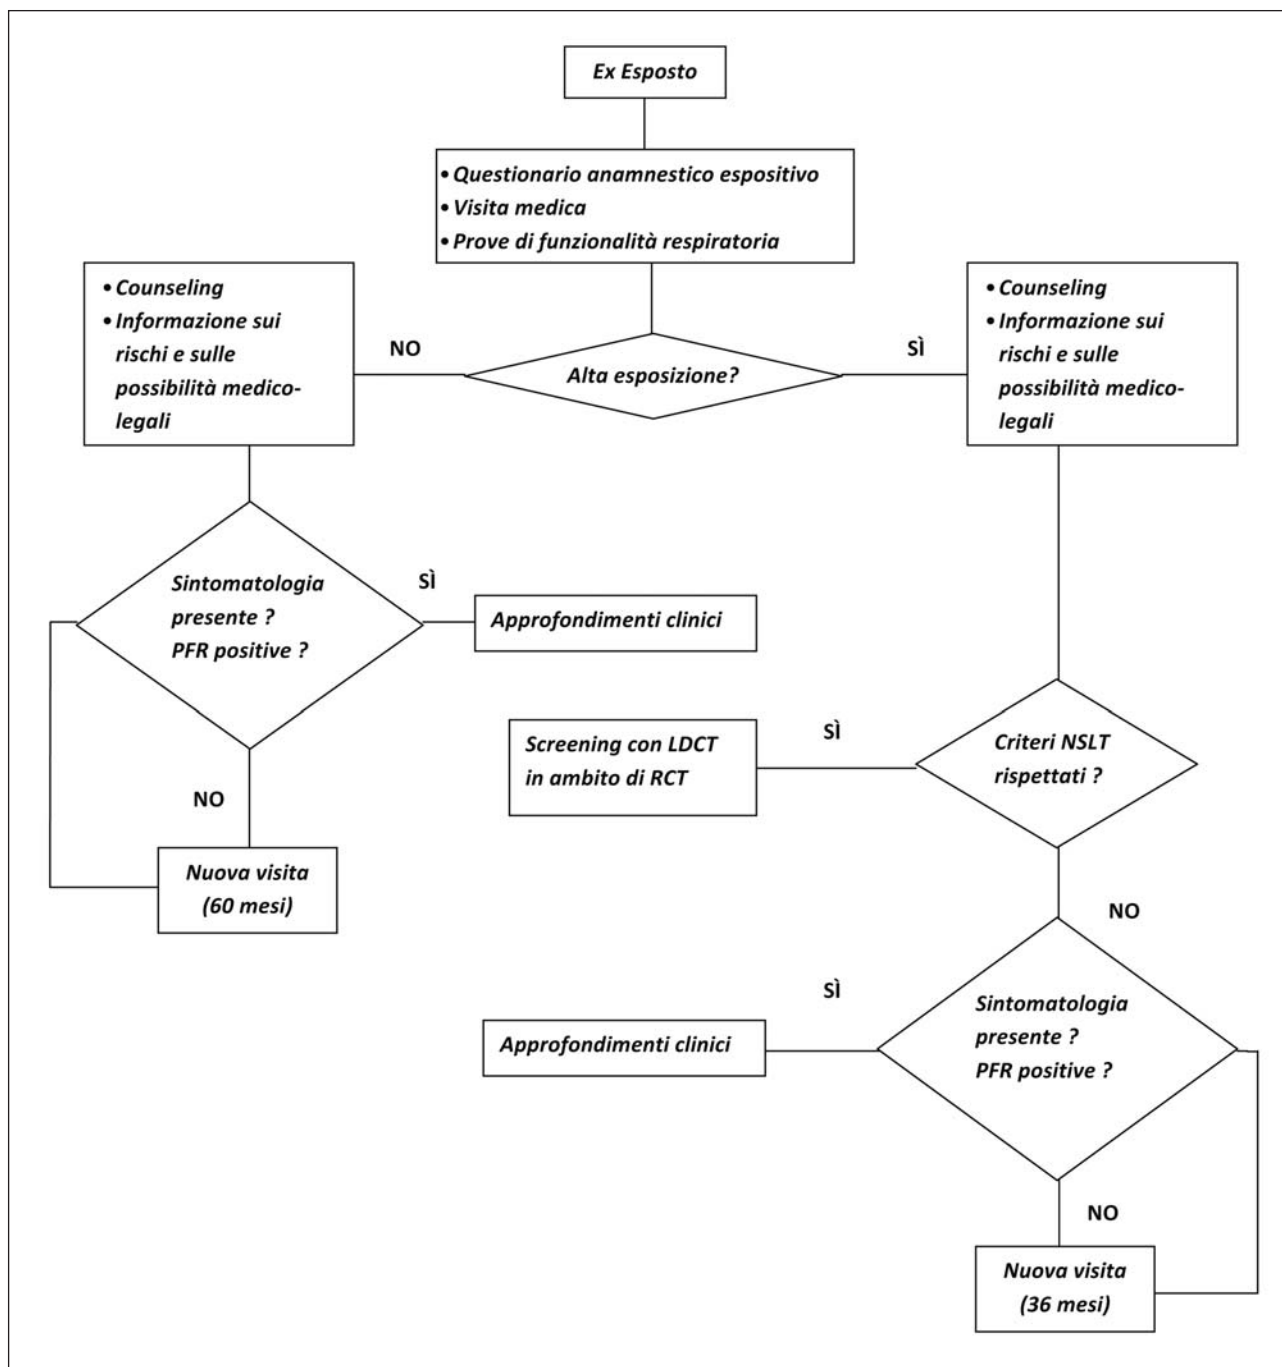 Ex Esposto
•Questionario anamnestico espositivo
•Visita medica
•Prove di funzionalità respiratoria
•Counseling
•Informazione sui
rischi e sulle
possibilità medico-
legali
NO
Alta esposizione?
SÌ
•Counseling
•Informazione sui
rischi e sulle
possibilità medico-
legali
Sintomatologia
presente ?
PFR positive ?
SÌ
Approfondimenti clinici
NO
Nuova visita
(60 mesi)
Screening con LDCT
in ambito di RCT
SÌ
Criteri NSLT
rispettati ?
NO
Approfondimenti clinici
SÌ
Sintomatologia
presente ?
PFR positive ?
NO
Nuova visita
(36 mesi)